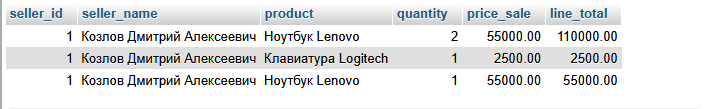 seller_id seller_name product quantity price_sale line_total
1 Козлов Дмитрий Алексеевич Ноутбук Lenovo 2 55000.00 110000.00
1 Козлов Дмитрий Алексеевич Клавиатура Logitech 1 2500.00 2500.00
1 Козлов Дмитрий Алексеевич Ноутбук Lenovo 1 55000.00 55000.00